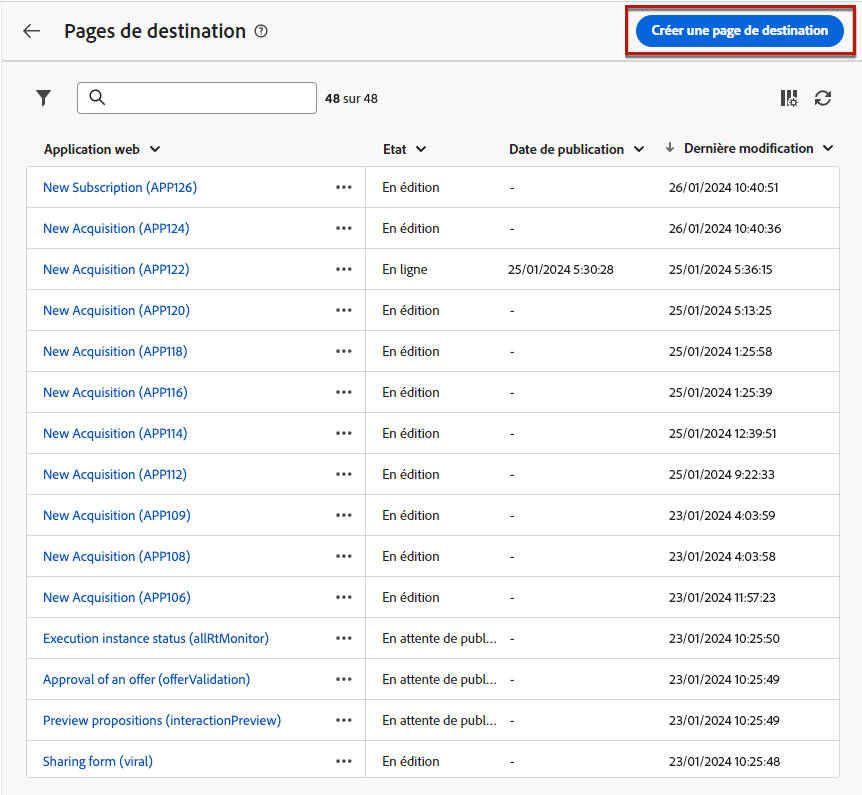 Pages de destination
Créer une page de destination
48 sur 48
Application web Etat Date de publication Dernière modification
New Subscription (APP126) En édition - 26/01/2024 10:40:51
New Acquisition (APP124) En édition - 26/01/2024 10:40:36
New Acquisition (APP122) En ligne 25/01/2024 5:30:28 25/01/2024 5:36:15
New Acquisition (APP120) En édition - 25/01/2024 5:13:25
New Acquisition (APP118) En édition - 25/01/2024 1:25:58
New Acquisition (APP116) En édition - 25/01/2024 1:25:39
New Acquisition (APP114) En édition - 25/01/2024 12:39:51
New Acquisition (APP112) En édition - 25/01/2024 9:22:33
New Acquisition (APP109) En édition - 23/01/2024 4:03:59
New Acquisition (APP108) En édition - 23/01/2024 4:03:58
New Acquisition (APP106) En édition - 23/01/2024 11:57:23
Execution instance status (allRtMonitor) En attente de publ... - 23/01/2024 10:25:50
Approval of an offer (offerValidation) En attente de publ... - 23/01/2024 10:25:49
Preview propositions (interactionPreview) En attente de publ... - 23/01/2024 10:25:49
Sharing form (viral) En édition - 23/01/2024 10:25:48